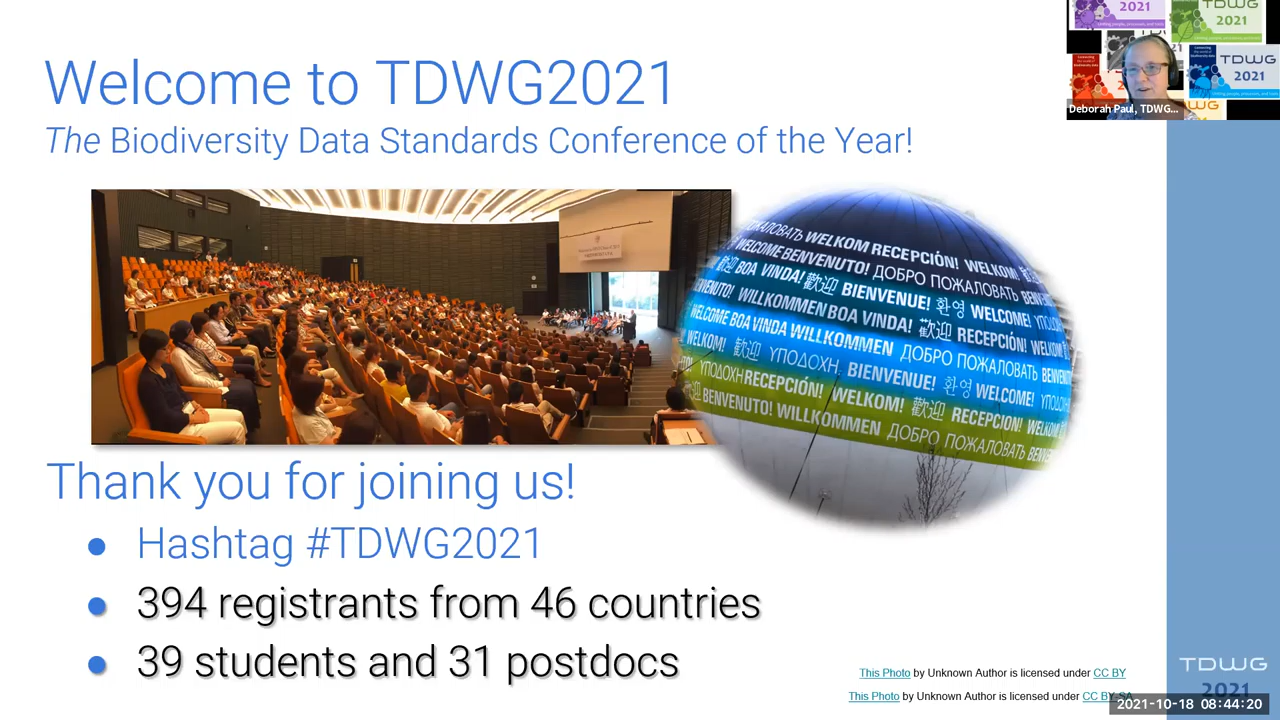 Welcome to TDWG2021
The Biodiversity Data Standards Conference of the Year!
TDWG
2021
2021
TDWG
2021
Deborah Paul, TDWG...
ПОЖАЛОВАТЬ WELKOM RECEPCIÓN! WELKOM!
WELCOME BENVENUTO! ДОБРО ПОЖАЛОВАТЬ
歡迎 BOA VINDA! 歡迎 BIENVENUE! 환영 WELCOME!
WILLKOMMEN BOA VINDA! 歡迎 RECEPCIÓN!
WELCOME BOA VINDA WILLKOMMEN ДОБРО ПОЖАЛОВАТЬ
WELKOM! 歡迎 ΥΠΟΔΟΧΗ BIENVENUE! 환영 WELCOME!
ΥΠΟΔΟΧΗ RECEPCIÓN! WELKOM! 歡迎 RECEPCIÓN!
BENVENUTO! WILLKOMMEN ДОБРО ПОЖАЛОВАТЬ
Thank you for joining us!
● Hashtag #TDWG2021
● 394 registrants from 46 countries
● 39 students and 31 postdocs
This Photo by Unknown Author is licensed under CC BY
This Photo by Unknown Author is licensed under CC BY-SA
TDWG
2021
2021-10-18 08:44:20